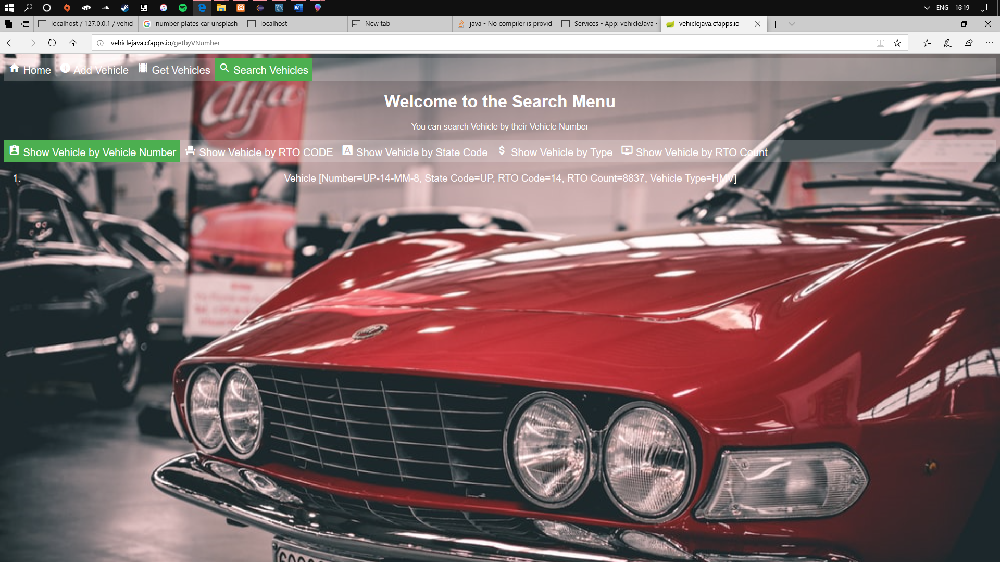 ENG 16:19
localhost / 127.0.0.1 / vehicl
number plates car unsplash
localhost
New tab
java - No compiler is provid
Services - App: vehicleJava -
vehiclejava.cfapps.io
vehiclejava.cfapps.io/getbyVNumber
Home Add Vehicle Get Vehicles Search Vehicles
Welcome to the Search Menu
You can search Vehicle by their Vehicle Number
Show Vehicle by Vehicle Number Show Vehicle by RTO CODE Show Vehicle by State Code Show Vehicle by Type Show Vehicle by RTO Count
1. Vehicle [Number=UP-14-MM-8, State Code=UP, RTO Code=14, RTO Count=8837, Vehicle Type=HMV]
Alfa